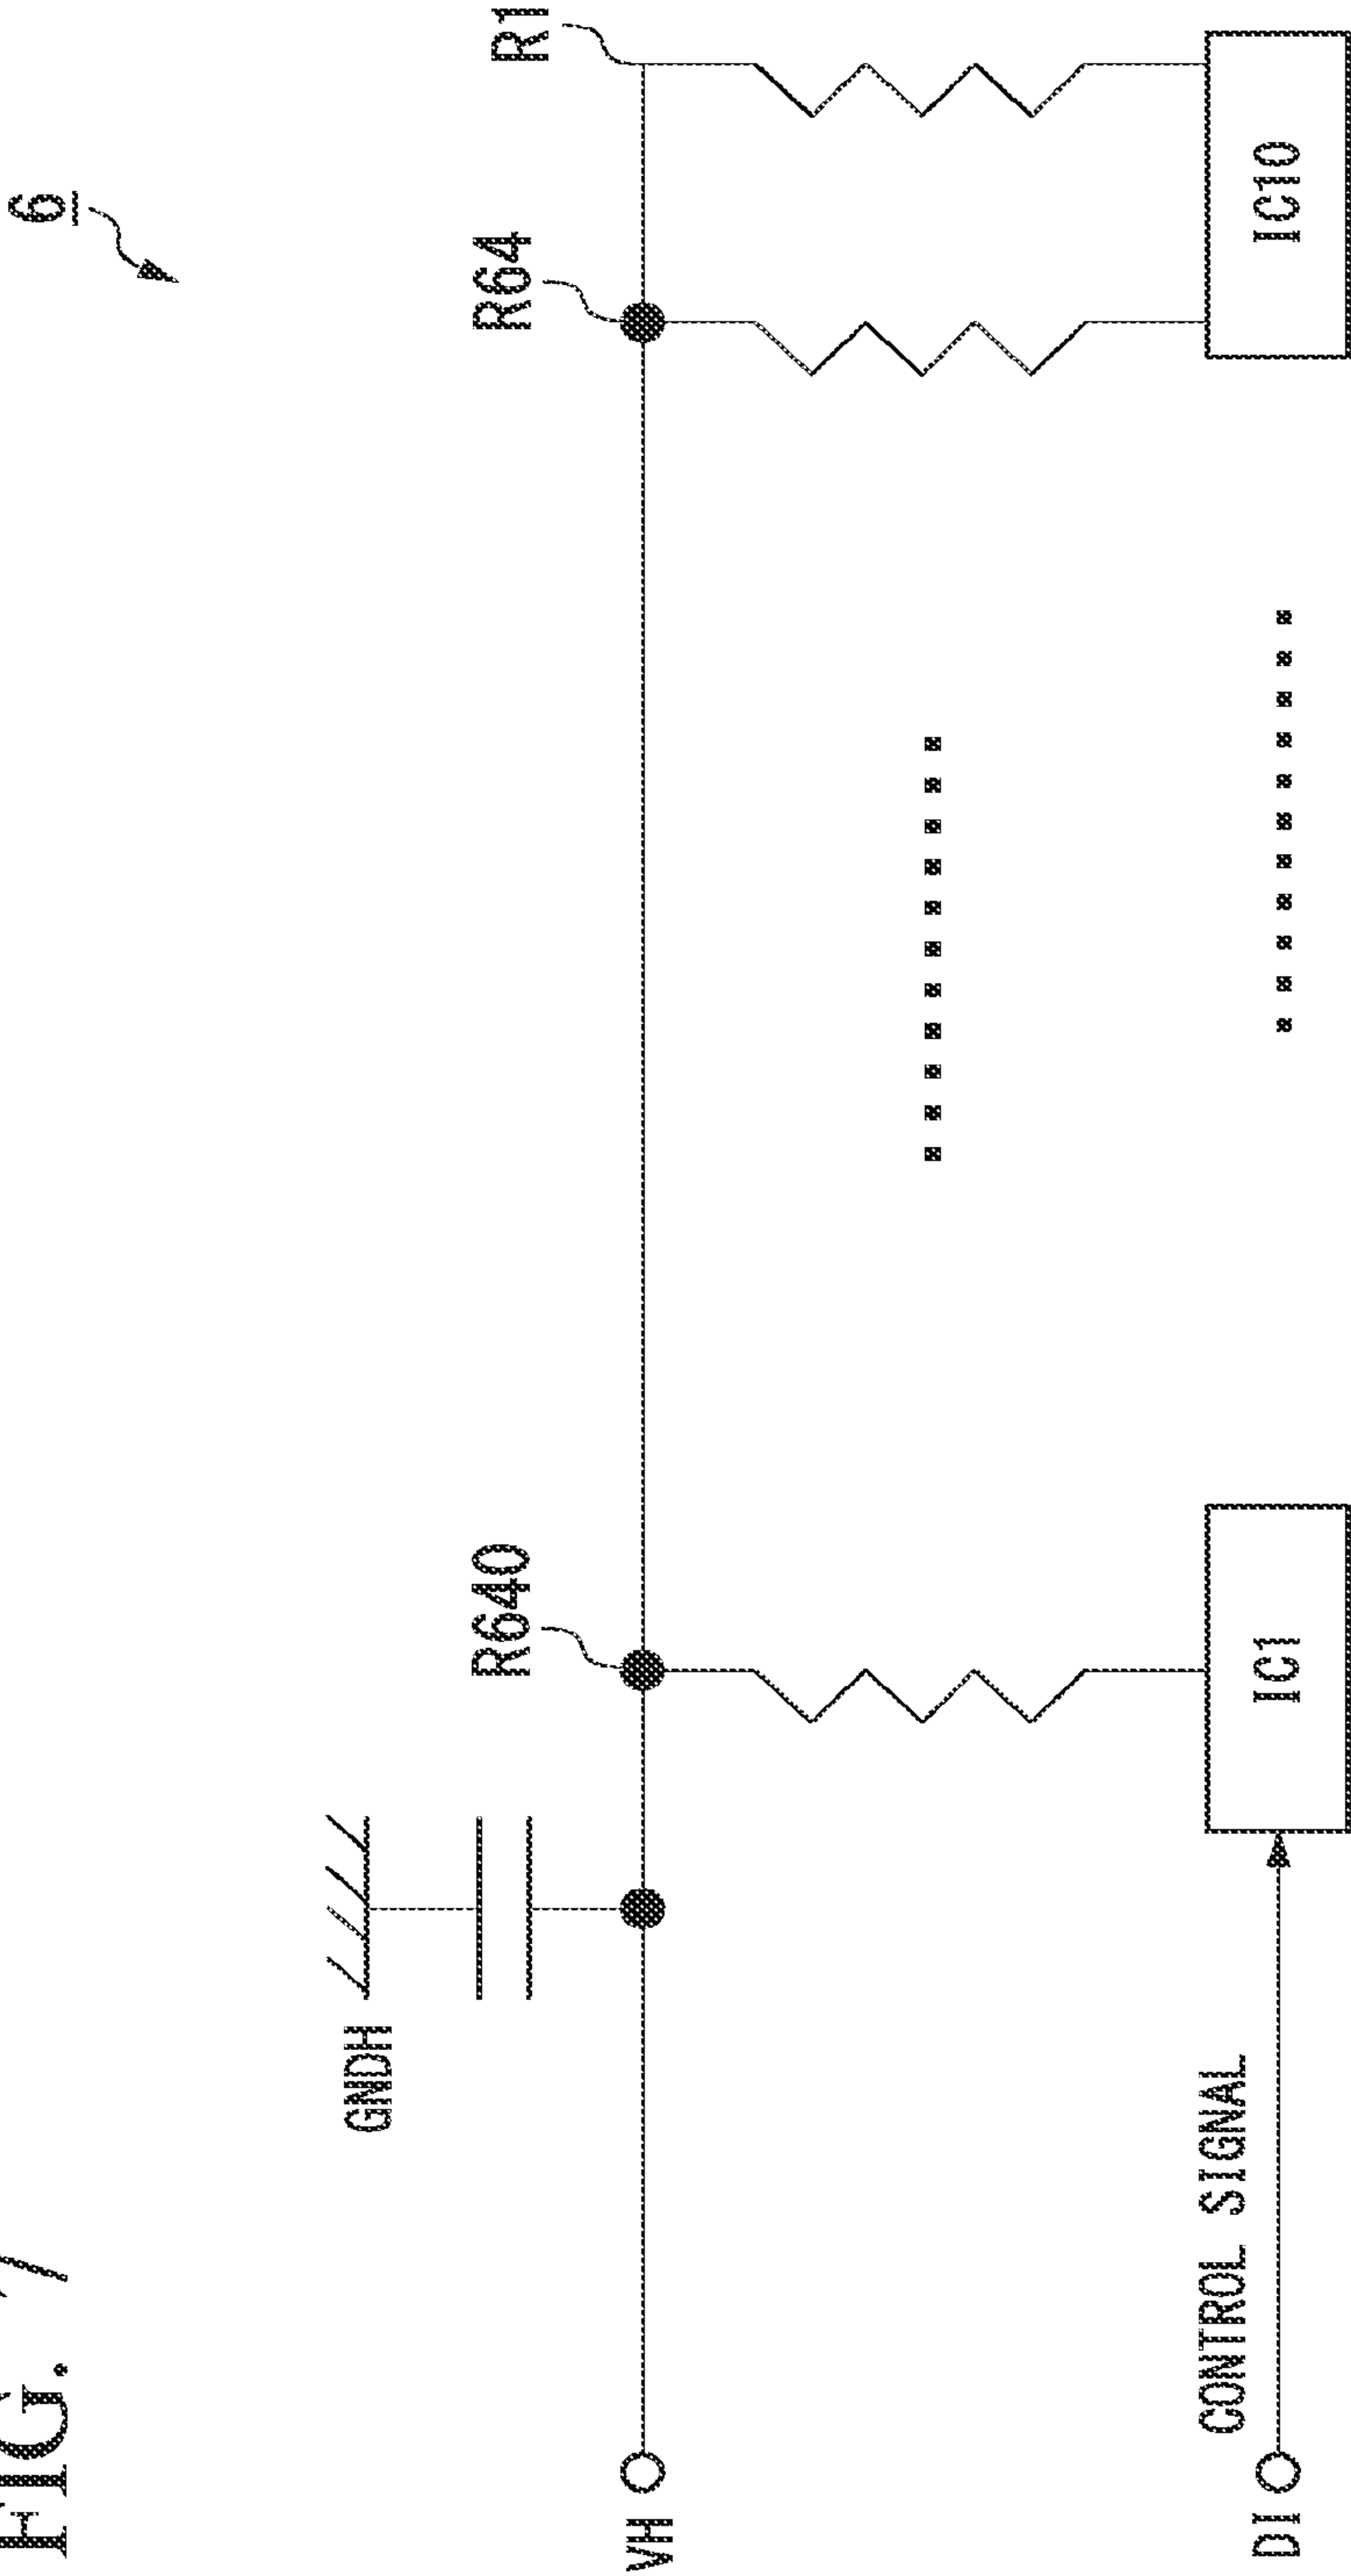 FIG. 7
6
GNDH
R640
R64
R1
VH
CONTROL SIGNAL
DI
IC1
IC10